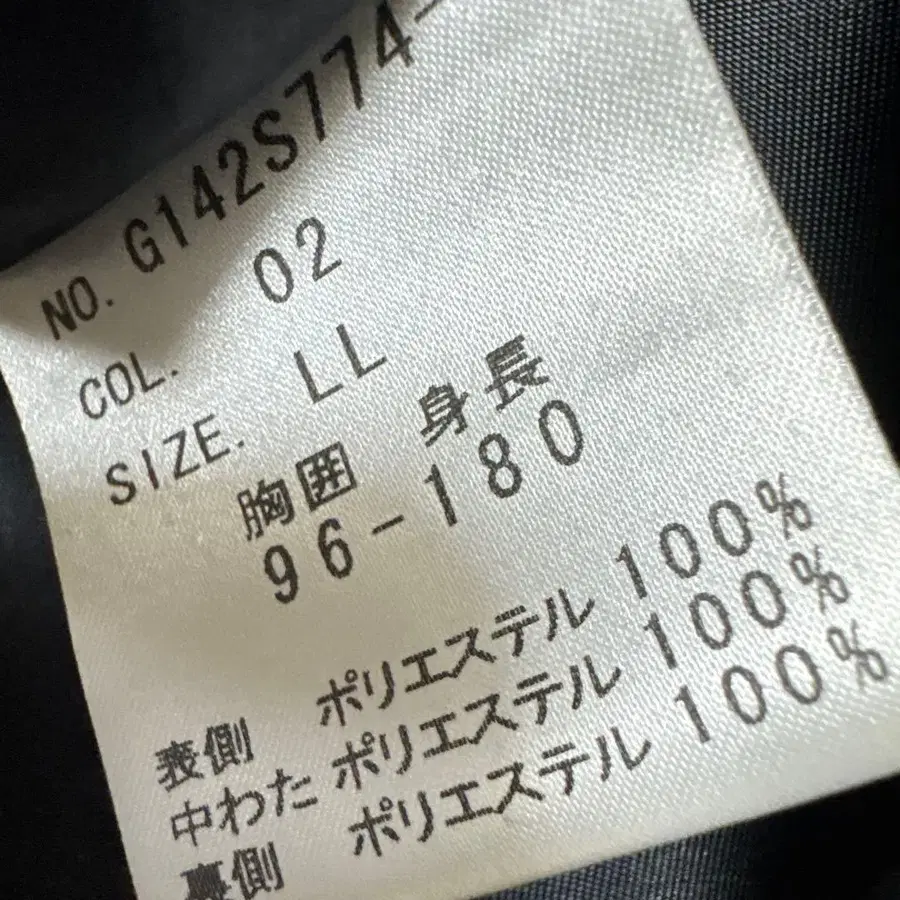 NO. G142S774-
COL. 02
SIZE. LL
胸囲 身長
96-180
表側 ポリエステル 100%
中わた ポリエステル 100%
裏側 ポリエステル 100%